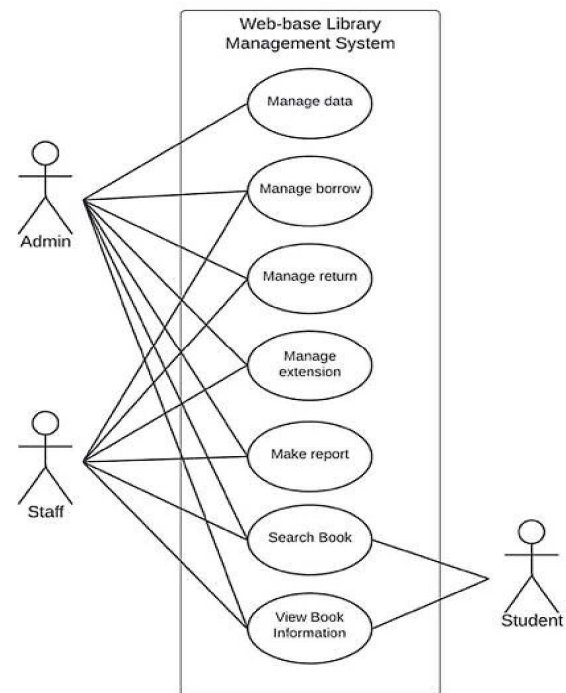 Web-base Library
Management System
Manage data
Manage borrow
Admin
Manage return
Manage
extension
Make report
Staff
Search Book
View Book
Information
Student